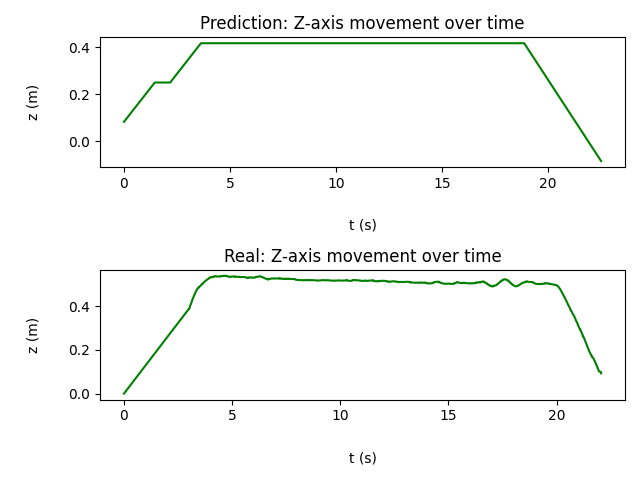 Prediction: Z-axis movement over time
0.4
0.2
0.0
z (m)
0 5 10 15 20
t (s)
Real: Z-axis movement over time
0.4
0.2
0.0
z (m)
0 5 10 15 20
t (s)